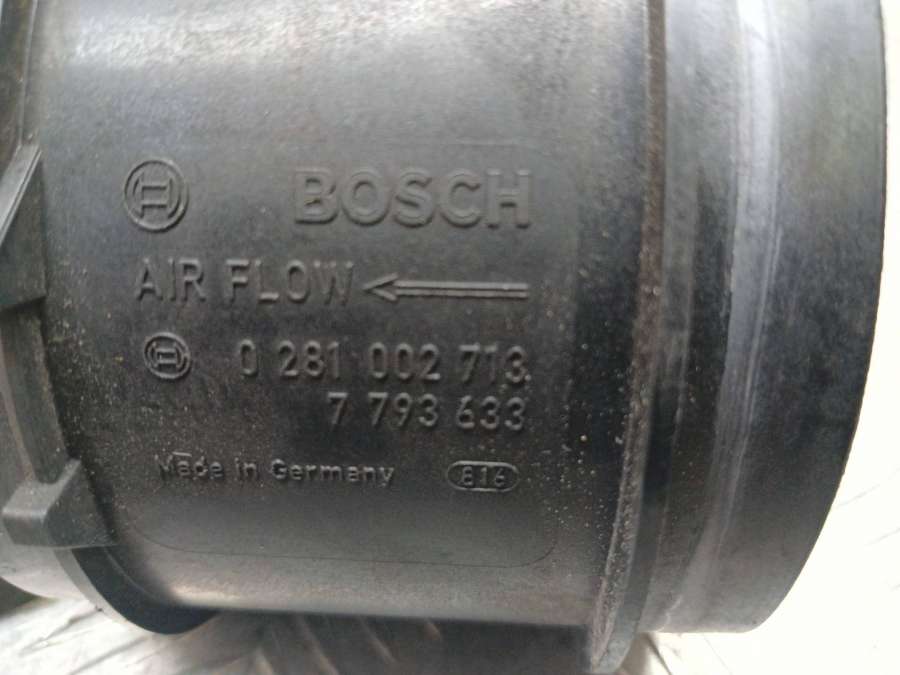 BOSCH
AIR FLOW
0 281 002 713
7 793 633
Made in Germany 816